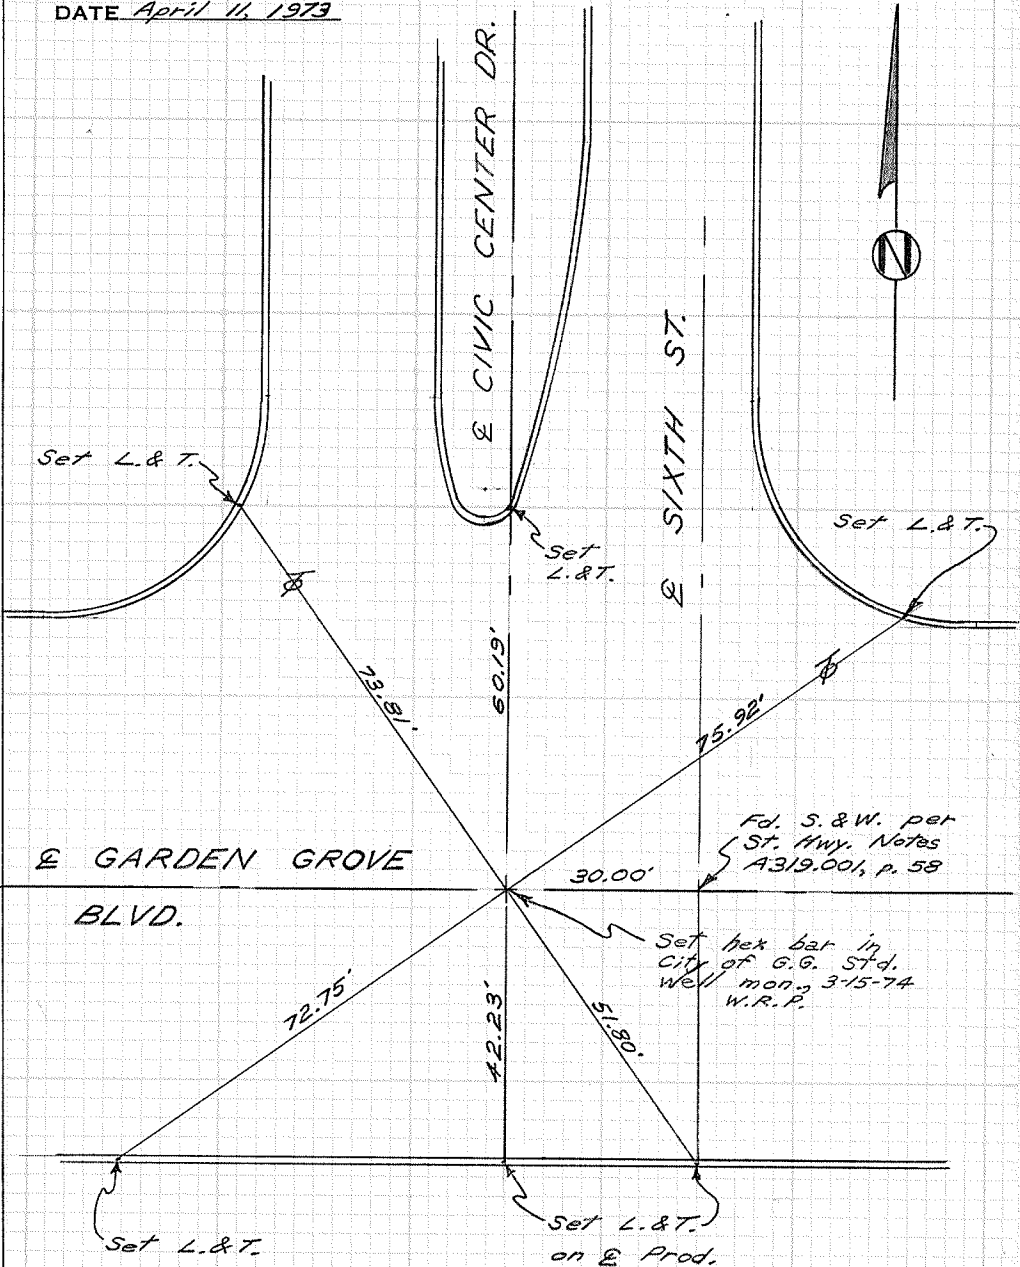 DATE April 11, 1973
℄ CIVIC CENTER DR.
℄ SIXTH ST.
N
Set L.& T.
Set
L.&T.
Set L.&T.
73.81'
60.19'
75.92'
Fd. S. & W. per
St. Hwy. Notes
A319.001, p. 58
℄ GARDEN GROVE
BLVD.
30.00'
Set hex bar in
City of G.G. Std.
Well mon., 3-15-74
W.R.P.
72.75'
42.23'
51.80'
Set L.&T.
Set L.&T.
on ℄ Prod.